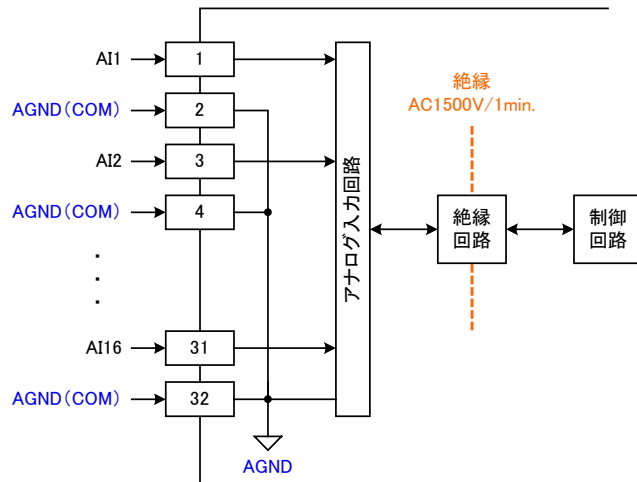 AI1
1
AGND(COM)
2
AI2
3
AGND(COM)
4
・
・
・
AI16
31
AGND(COM)
32
AGND
アナログ入力回路
絶縁
AC1500V/1min.
絶縁
回路
制御
回路